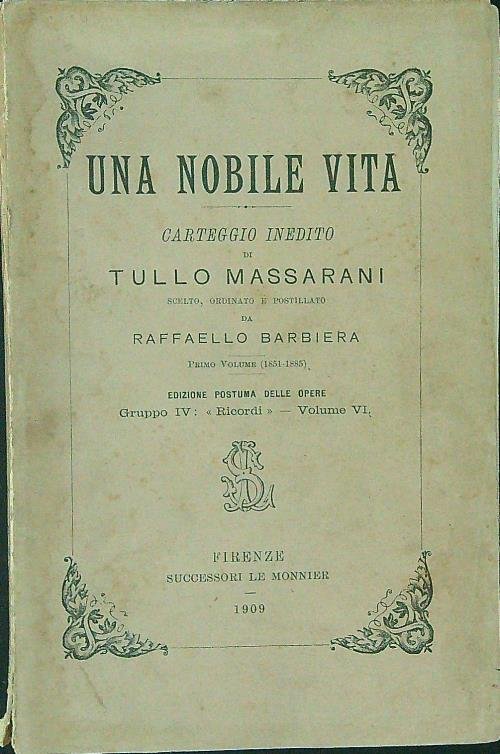 UNA NOBILE VITA
CARTEGGIO INEDITO
DI
TULLO MASSARANI
SCELTO, ORDINATO E POSTILLATO
DA
RAFFAELLO BARBIERA
PRIMO VOLUME (1851-1885)
EDIZIONE POSTUMA DELLE OPERE
Gruppo IV: « Ricordi » — Volume VI.
FIRENZE
SUCCESSORI LE MONNIER
—
1909